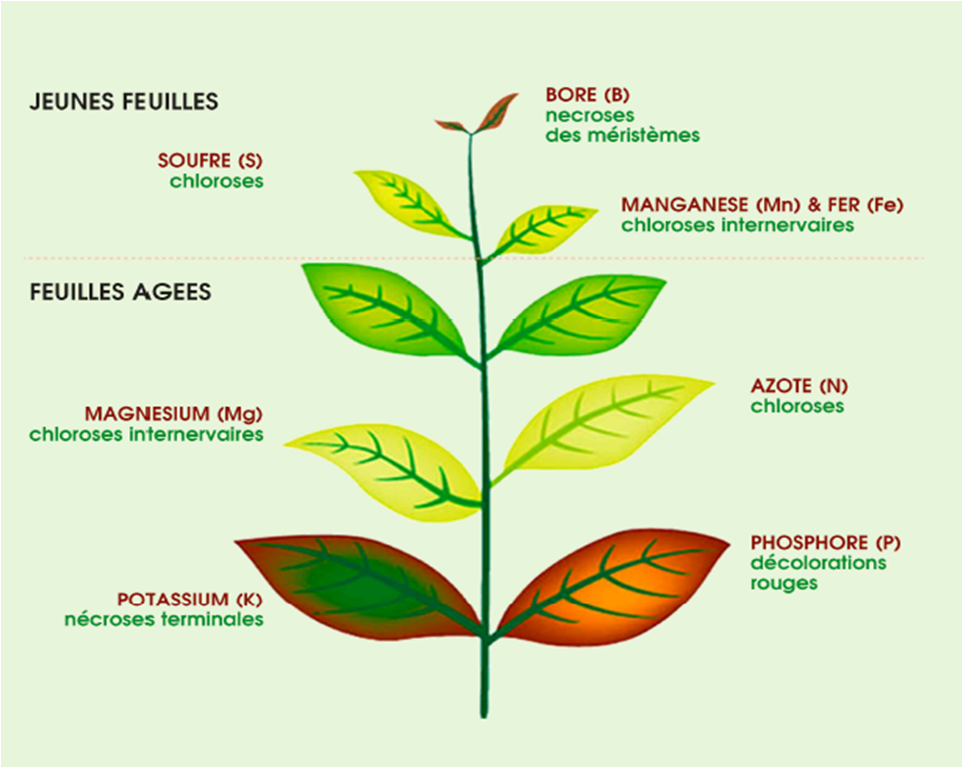 JEUNES FEUILLES
BORE (B)
necroses
des méristèmes
SOUFRE (S)
chloroses
MANGANESE (Mn) & FER (Fe)
chloroses internervaires
FEUILLES AGEES
AZOTE (N)
chloroses
MAGNESIUM (Mg)
chloroses internervaires
PHOSPHORE (P)
décolorations
rouges
POTASSIUM (K)
nécroses terminales